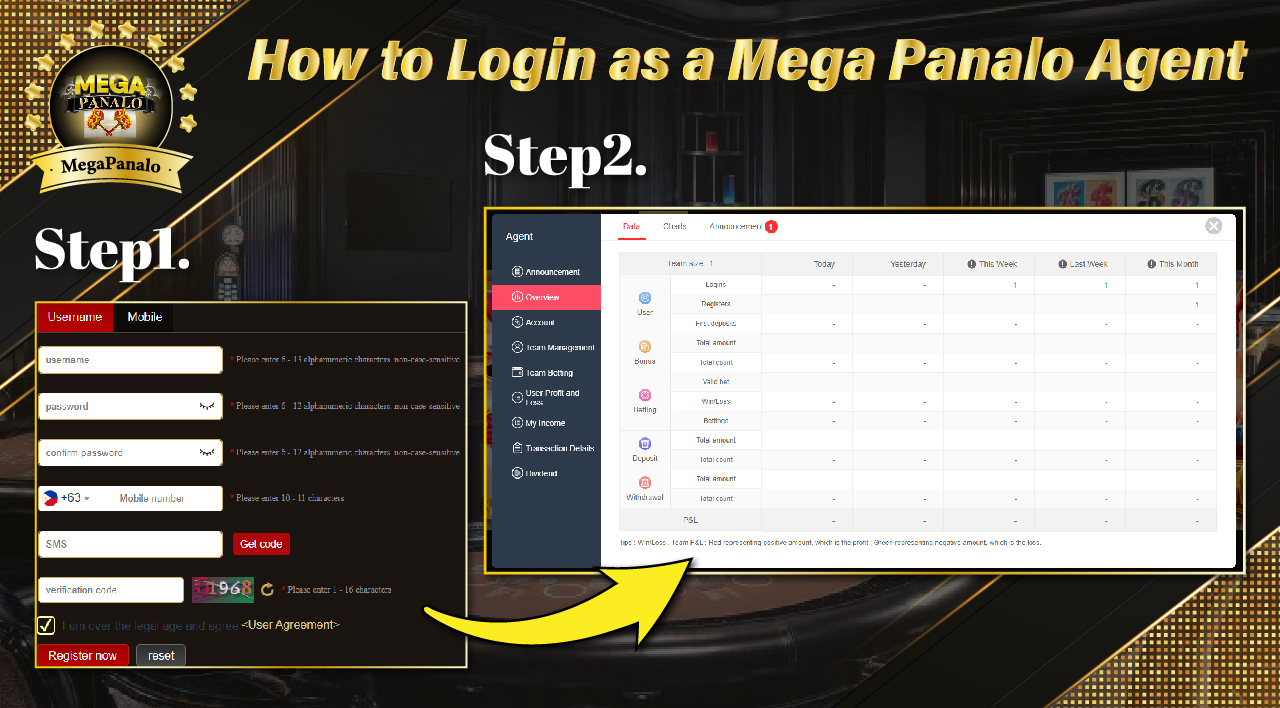 How to Login as a Mega Panalo Agent
MEGA
PANALO
MegaPanalo
Step1.
Username
Mobile
username
* Please enter 6 - 13 alphanumeric characters, non-case-sensitive.
password
* Please enter 6 - 12 alphanumeric characters, non-case-sensitive.
confirm password
* Please enter 6 - 12 alphanumeric characters, non-case-sensitive.
+63
Mobile number
* Please enter 10 - 11 characters
SMS
Get code
verification code
51968
* Please enter 1 - 16 characters
I am over the legal age and agree <User Agreement>
Register now
reset
Step2.
Agent
Announcement
Overview
Account
Team Management
Team Betting
User Profit and
Loss
My Income
Transaction Details
Dividend
Data Charts Announcement 1
Team size : 1 Today Yesterday This Week Last Week This Month
User
Logins - - 1 1 1
Registers - - - - 1
First deposits - - - - -
Bonus
Total amount - - - - -
Total count - - - - -
Betting
Valid bet - - - - -
Win/Loss - - - - -
Bettings - - - - -
Deposit
Total amount - - - - -
Total count - - - - -
Withdrawal
Total amount - - - - -
Total count - - - - -
P&L - - - - -
Tips : Win/Loss , Team P&L : Red representing positive amount, which is the profit ; Green representing negative amount, which is the loss.